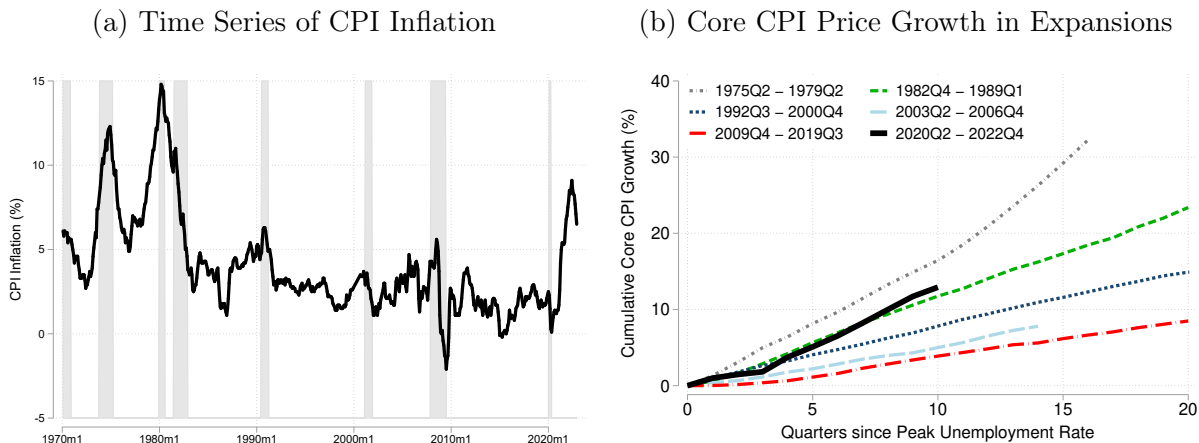 (a) Time Series of CPI Inflation
CPI Inflation (%)
15
10
5
0
-5
1970m1 1980m1 1990m1 2000m1 2010m1 2020m1
(b) Core CPI Price Growth in Expansions
Cumulative Core CPI Growth (%)
40
30
20
10
0
1975Q2 – 1979Q2 1982Q4 – 1989Q1
1992Q3 – 2000Q4 2003Q2 – 2006Q4
2009Q4 – 2019Q3 2020Q2 – 2022Q4
0 5 10 15 20
Quarters since Peak Unemployment Rate